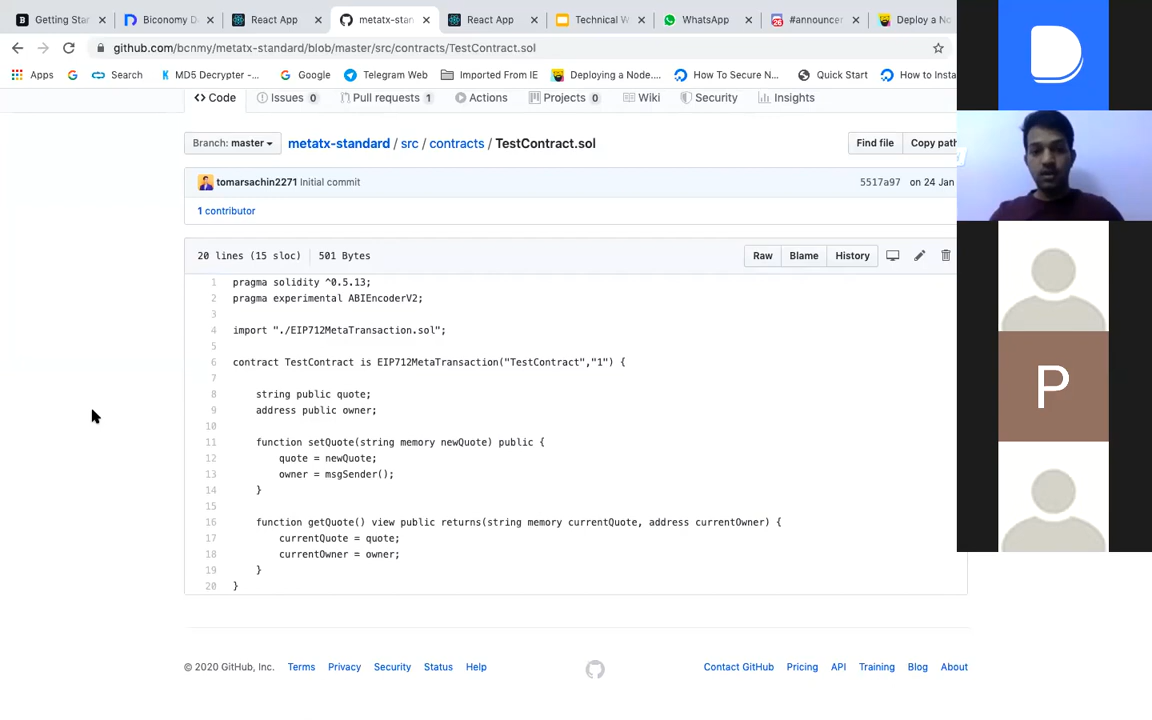 Getting Star
Biconomy D
React App
metatx-stan
React App
Technical W
WhatsApp
#announcer
Deploy a No
github.com/bcnmy/metatx-standard/blob/master/src/contracts/TestContract.sol
Apps
Search
MD5 Decrypter -...
Google
Telegram Web
Imported From IE
Deploying a Node....
How To Secure N...
Quick Start
How to Insta
Code
Issues 0
Pull requests 1
Actions
Projects 0
Wiki
Security
Insights
Branch: master
metatx-standard / src / contracts / TestContract.sol
Find file
Copy path
tomarsachin2271 Initial commit
5517a97 on 24 Jan
1 contributor
20 lines (15 sloc) 501 Bytes
Raw
Blame
History
1 pragma solidity ^0.5.13;
2 pragma experimental ABIEncoderV2;
3
4 import "./EIP712MetaTransaction.sol";
5
6 contract TestContract is EIP712MetaTransaction("TestContract","1") {
7
8 string public quote;
9 address public owner;
10
11 function setQuote(string memory newQuote) public {
12 quote = newQuote;
13 owner = msgSender();
14 }
15
16 function getQuote() view public returns(string memory currentQuote, address currentOwner) {
17 currentQuote = quote;
18 currentOwner = owner;
19 }
20 }
© 2020 GitHub, Inc.
Terms
Privacy
Security
Status
Help
Contact GitHub
Pricing
API
Training
Blog
About
P